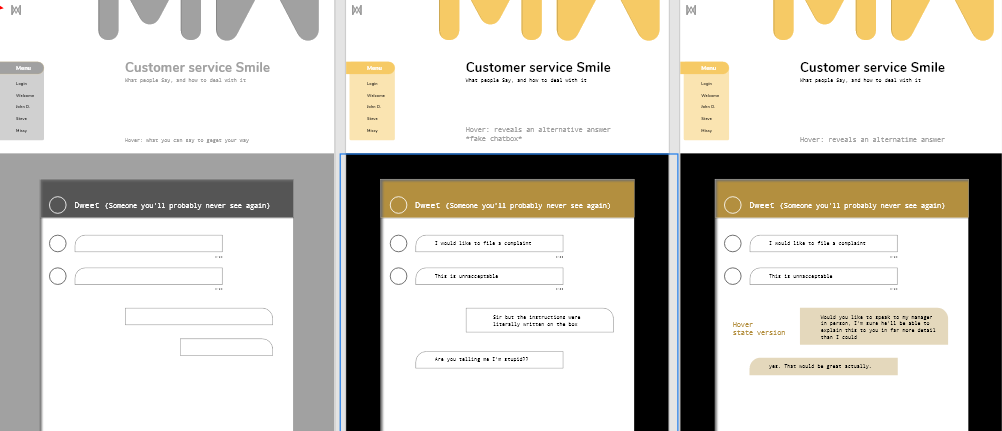 Menu
Login
Welcome
John D.
Steve
Missy
Customer service Smile
What people Say, and how to deal with it
Hover: what you can say to gaget your way
Dweet (Someone you'll probably never see again)
Menu
Login
Welcome
John D.
Steve
Missy
Customer service Smile
What people Say, and how to deal with it
Hover: reveals an alternative answer
*fake chatbox*
Dweet (Someone you'll probably never see again)
I would like to file a complaint
This is unnacceptable
Sir but the instructions were
literally written on the box
Are you telling me I'm stupid??
Menu
Login
Welcome
John D.
Steve
Missy
Customer service Smile
What people Say, and how to deal with it
Hover: reveals an alternatime answer
Dweet (Someone you'll probably never see again)
I would like to file a complaint
This is unnacceptable
Hover
state version
Would you like to speak to my manager
in person, I'm sure he'll be able to
explain this to you in far more detail
than I could
yes. That would be great actually.